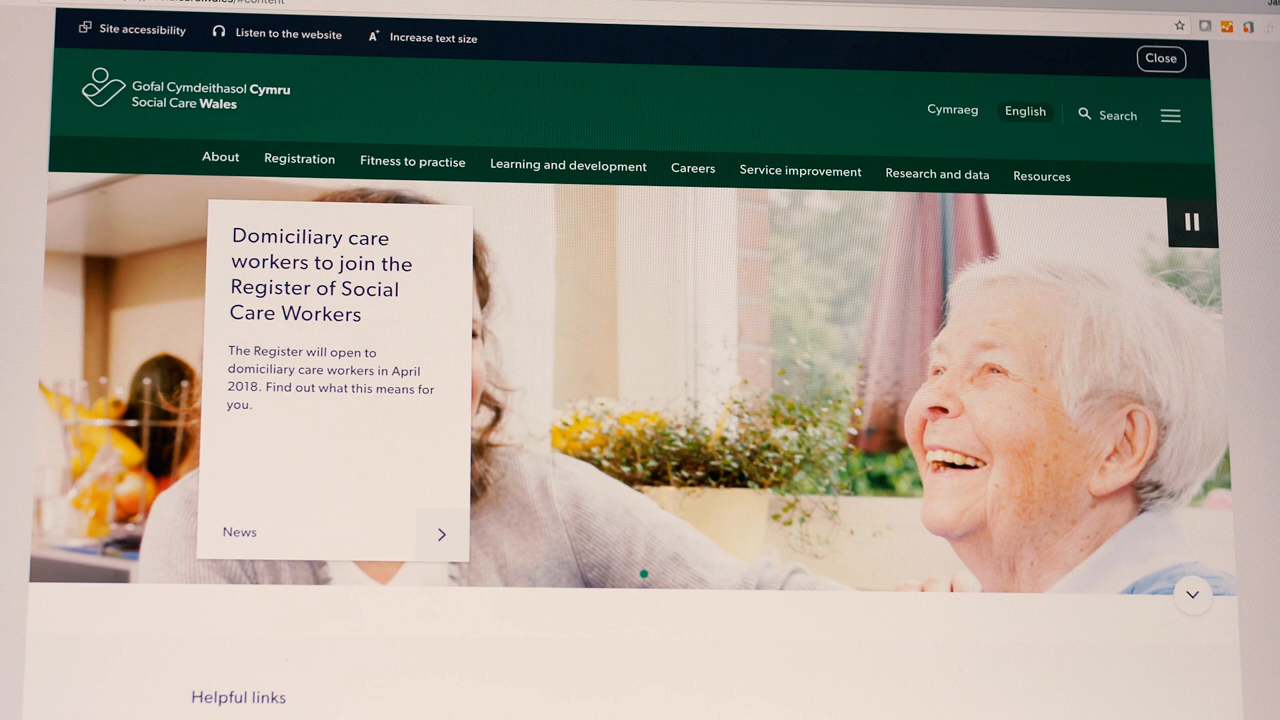 Site accessibility
Listen to the website
Increase text size
Close
Gofal Cymdeithasol Cymru
Social Care Wales
Cymraeg
English
Search
About
Registration
Fitness to practise
Learning and development
Careers
Service improvement
Research and data
Resources
Domiciliary care
workers to join the
Register of Social
Care Workers
The Register will open to
domiciliary care workers in April
2018. Find out what this means for
you.
News
Helpful links